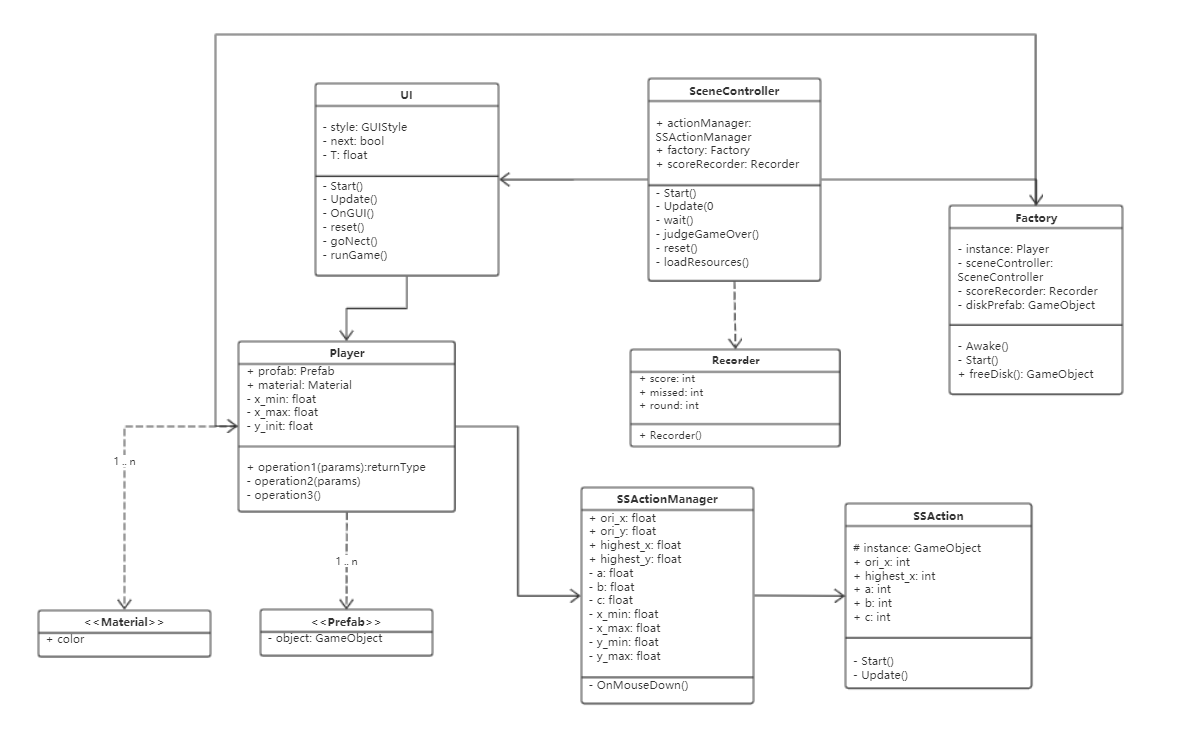 UI
- style: GUIStyle
- next: bool
- T: float
- Start()
- Update()
- OnGUI()
- reset()
- goNect()
- runGame()
SceneController
+ actionManager:
SSActionManager
+ factory: Factory
+ scoreRecorder: Recorder
- Start()
- Update(0
- wait()
- judgeGameOver()
- reset()
- loadResources()
Factory
- instance: Player
- sceneController:
SceneController
- scoreRecorder: Recorder
- diskPrefab: GameObject
- Awake()
- Start()
+ freeDisk(): GameObject
Player
+ profab: Prefab
+ material: Material
- x_min: float
- x_max: float
- y_init: float
+ operation1(params):returnType
- operation2(params)
- operation3()
Recorder
+ score: int
+ missed: int
+ round: int
+ Recorder()
1 .. n
1 .. n
SSActionManager
+ ori_x: float
+ ori_y: float
+ highest_x: float
+ highest_y: float
- a: float
- b: float
- c: float
- x_min: float
- x_max: float
- y_min: float
- y_max: float
- OnMouseDown()
SSAction
# instance: GameObject
+ ori_x: int
+ highest_x: int
+ a: int
+ b: int
+ c: int
- Start()
- Update()
<<Material>>
+ color
<<Prefab>>
- object: GameObject